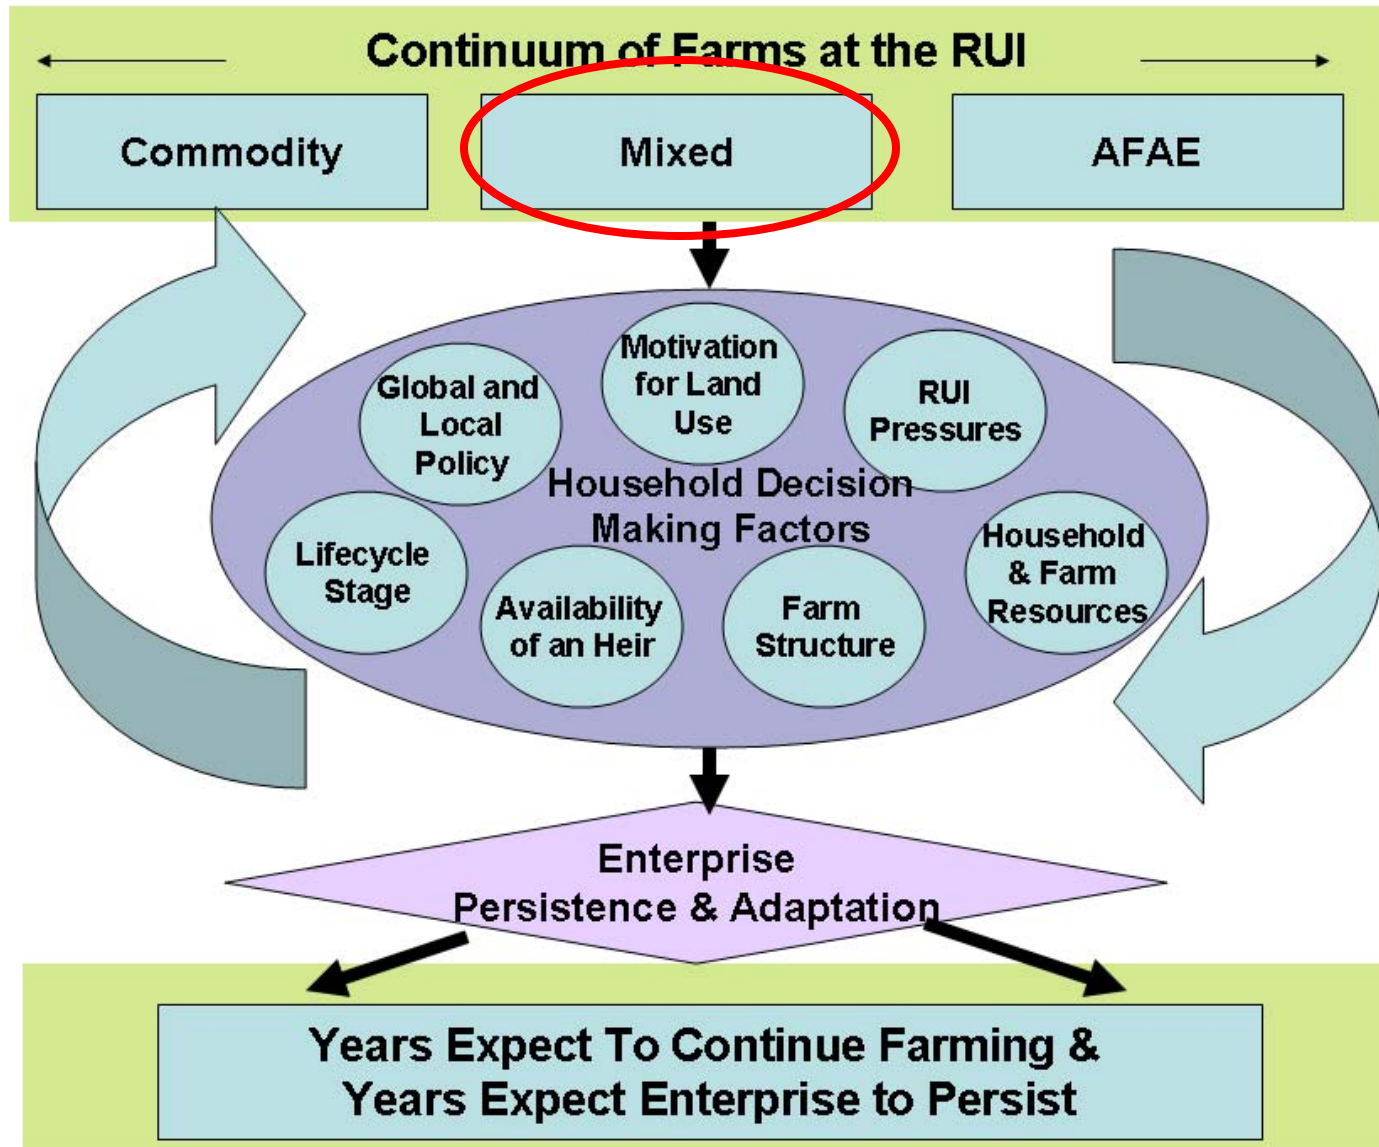 Continuum of Farms at the RUI
Commodity
Mixed
AFAE
Motivation
for Land
Use
Global and
Local
Policy
RUI
Pressures
Household Decision
Making Factors
Lifecycle
Stage
Availability
of an Heir
Farm
Structure
Household
& Farm
Resources
Enterprise
Persistence & Adaptation
Years Expect To Continue Farming &
Years Expect Enterprise to Persist